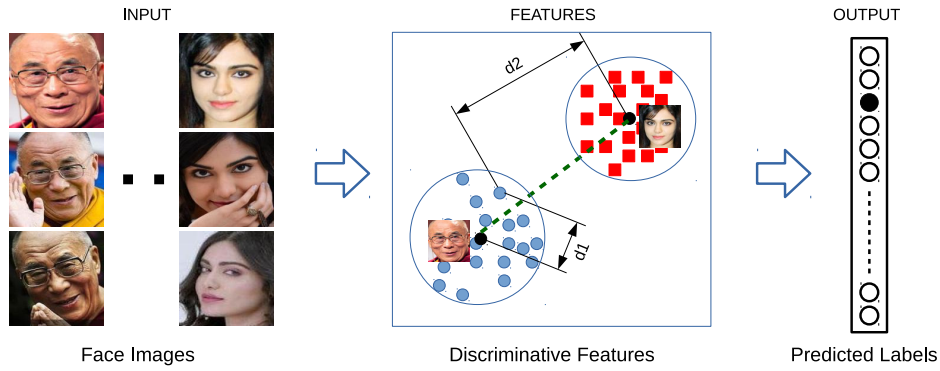 INPUT
FEATURES
OUTPUT
d2
d1
Face Images
Discriminative Features
Predicted Labels